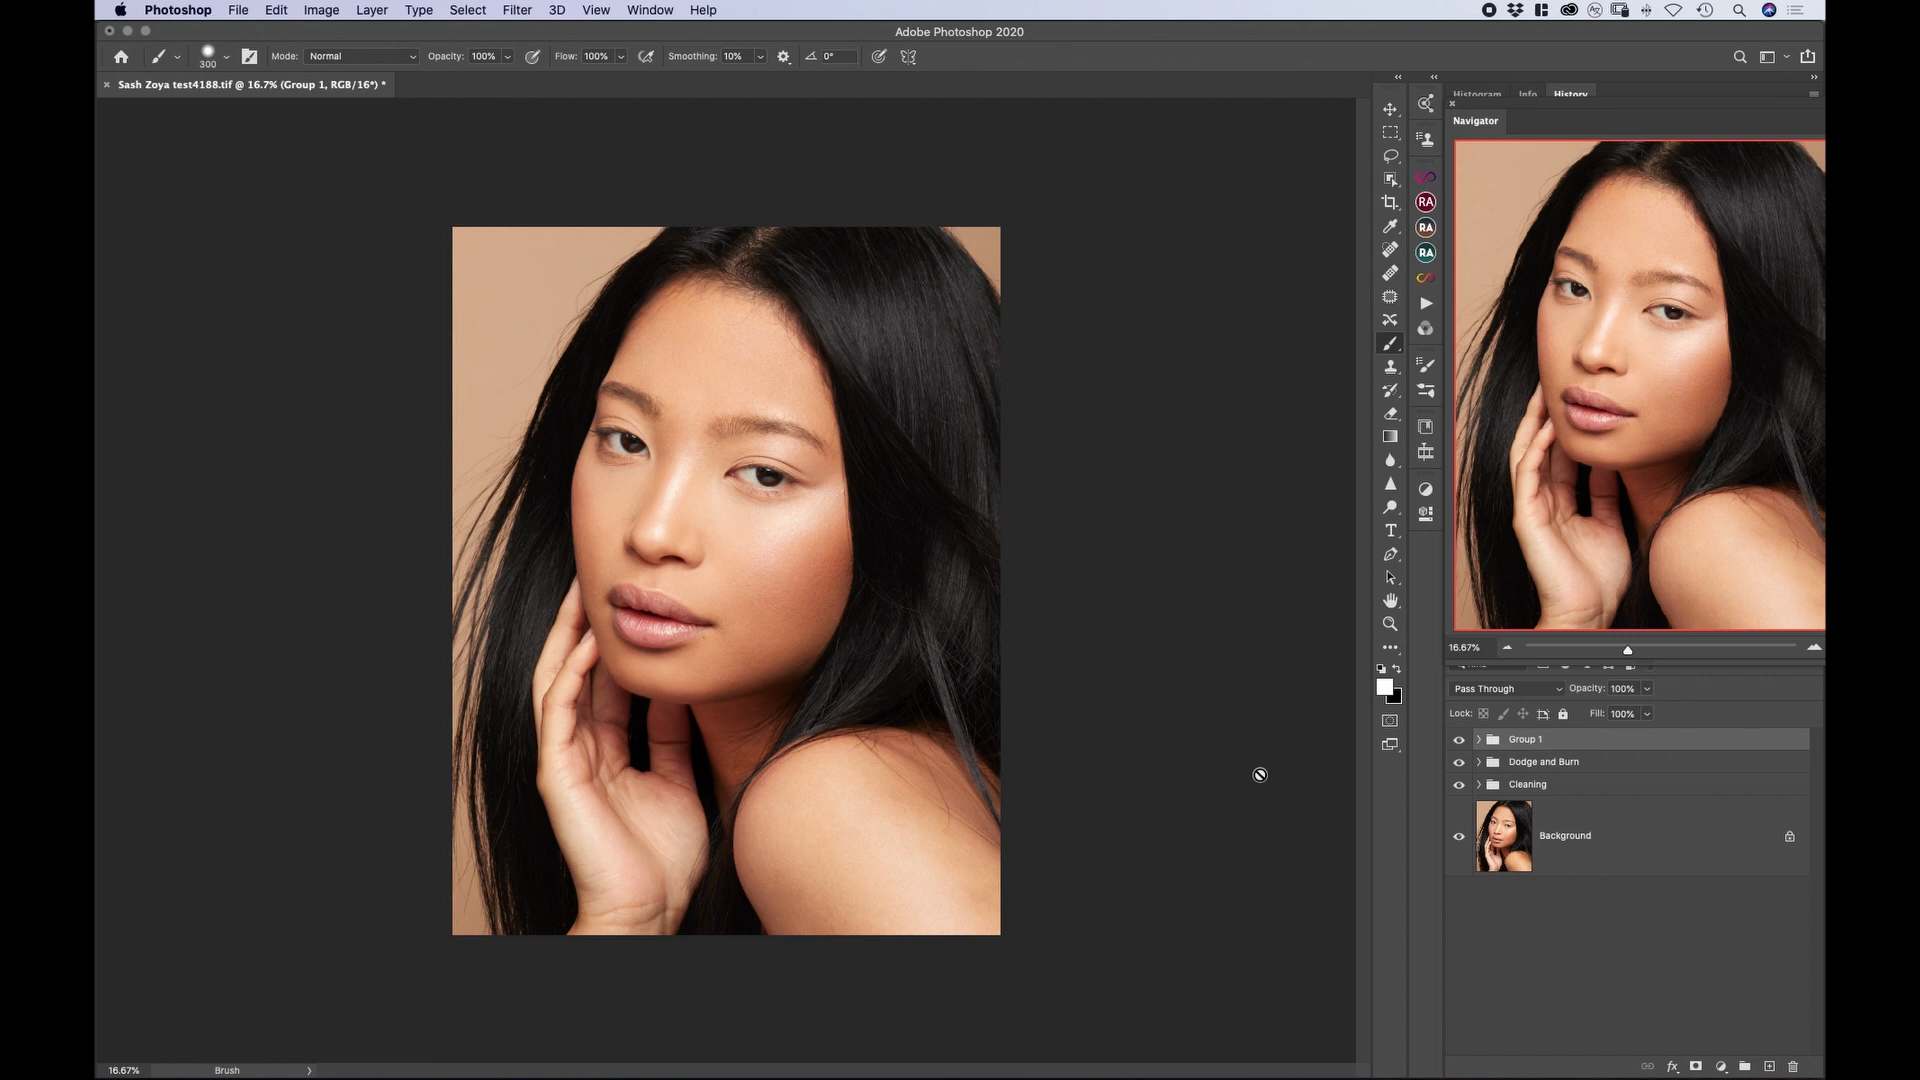 Photoshop File Edit Image Layer Type Select Filter 3D View Window Help
Adobe Photoshop 2020
300 Mode: Normal Opacity: 100% Flow: 100% Smoothing: 10% 0°
Sash Zoya test4188.tif @ 16.7% (Group 1, RGB/16*) *
Histogram Info History
Navigator
RA
RA
RA
16.67%
Pass Through Opacity: 100%
Lock: Fill: 100%
Group 1
Dodge and Burn
Cleaning
Background
16.67% Brush